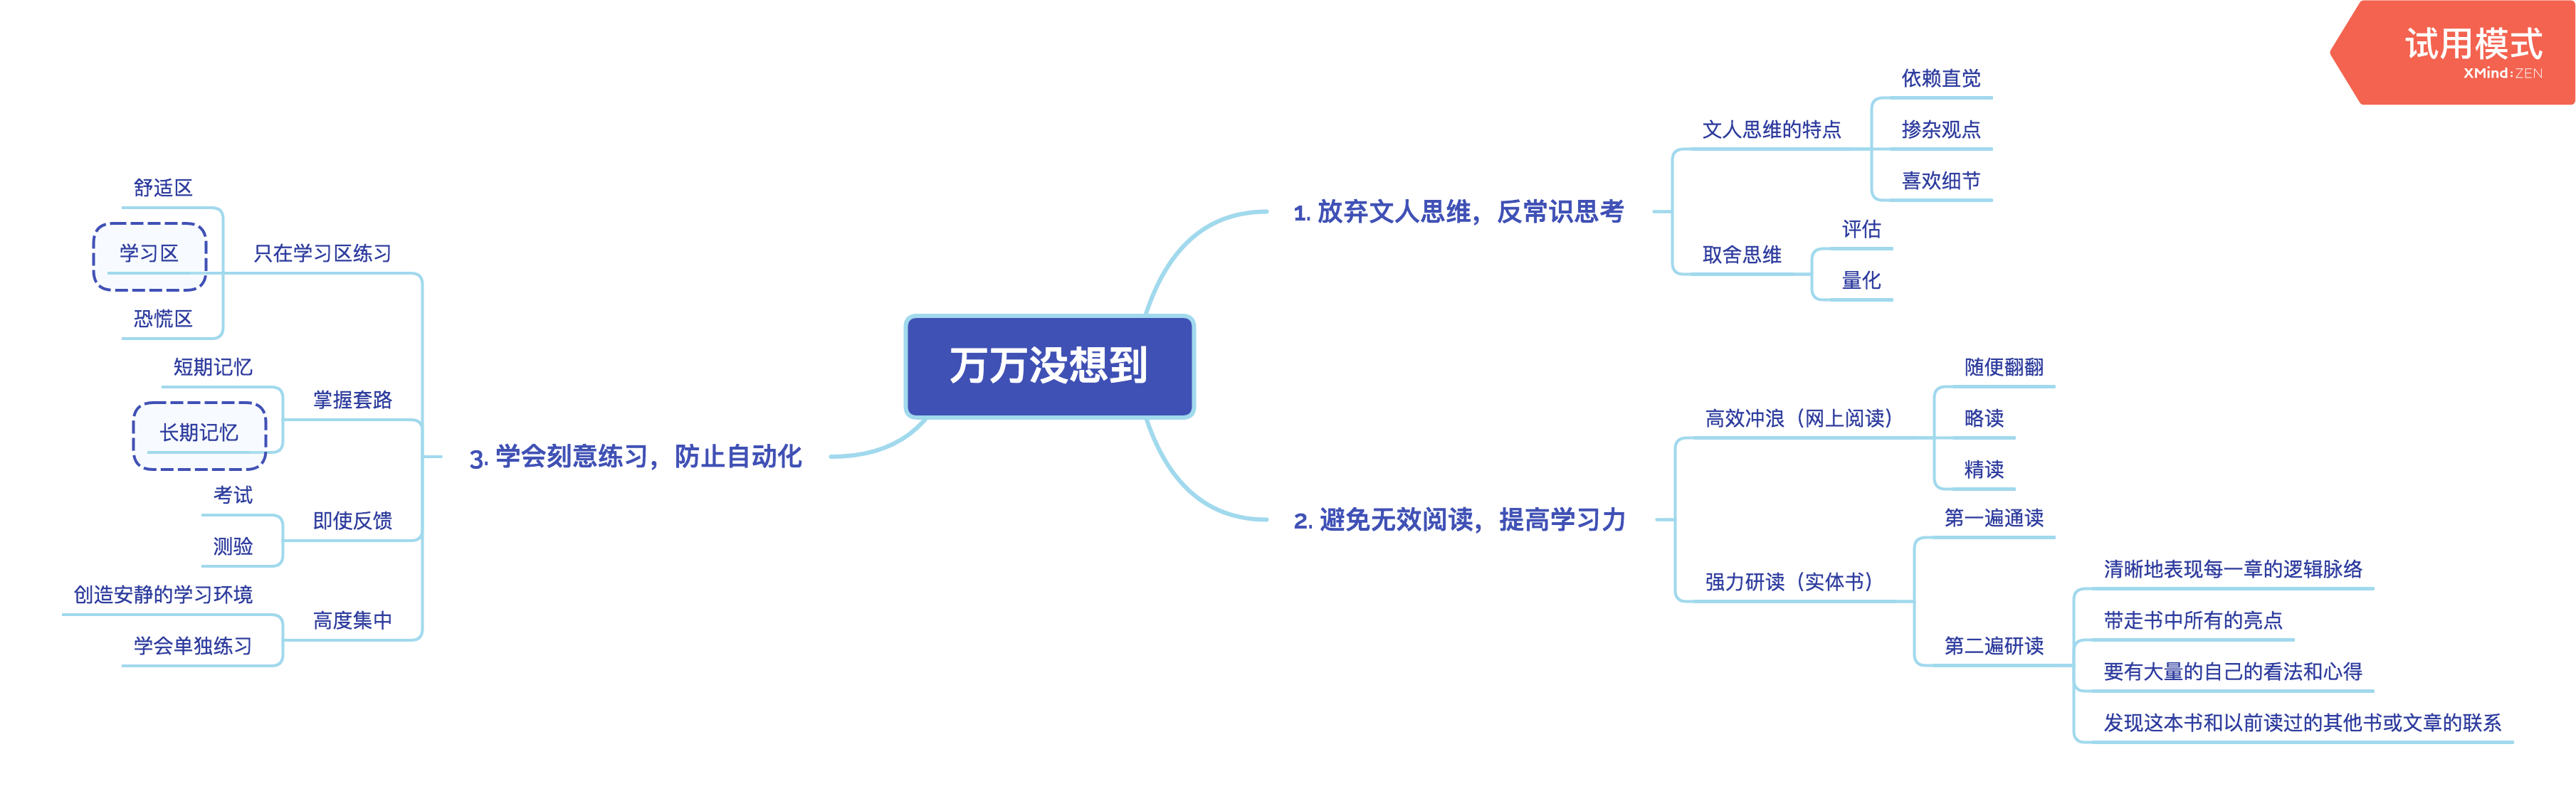 试用模式
XMind:ZEN
万万没想到
1. 放弃文人思维，反常识思考
文人思维的特点
依赖直觉
掺杂观点
喜欢细节
取舍思维
评估
量化
2. 避免无效阅读，提高学习力
高效冲浪（网上阅读）
随便翻翻
略读
精读
强力研读（实体书）
第一遍通读
第二遍研读
清晰地表现每一章的逻辑脉络
带走书中所有的亮点
要有大量的自己的看法和心得
发现这本书和以前读过的其他书或文章的联系
3. 学会刻意练习，防止自动化
只在学习区练习
舒适区
学习区
恐慌区
掌握套路
短期记忆
长期记忆
即使反馈
考试
测验
高度集中
创造安静的学习环境
学会单独练习